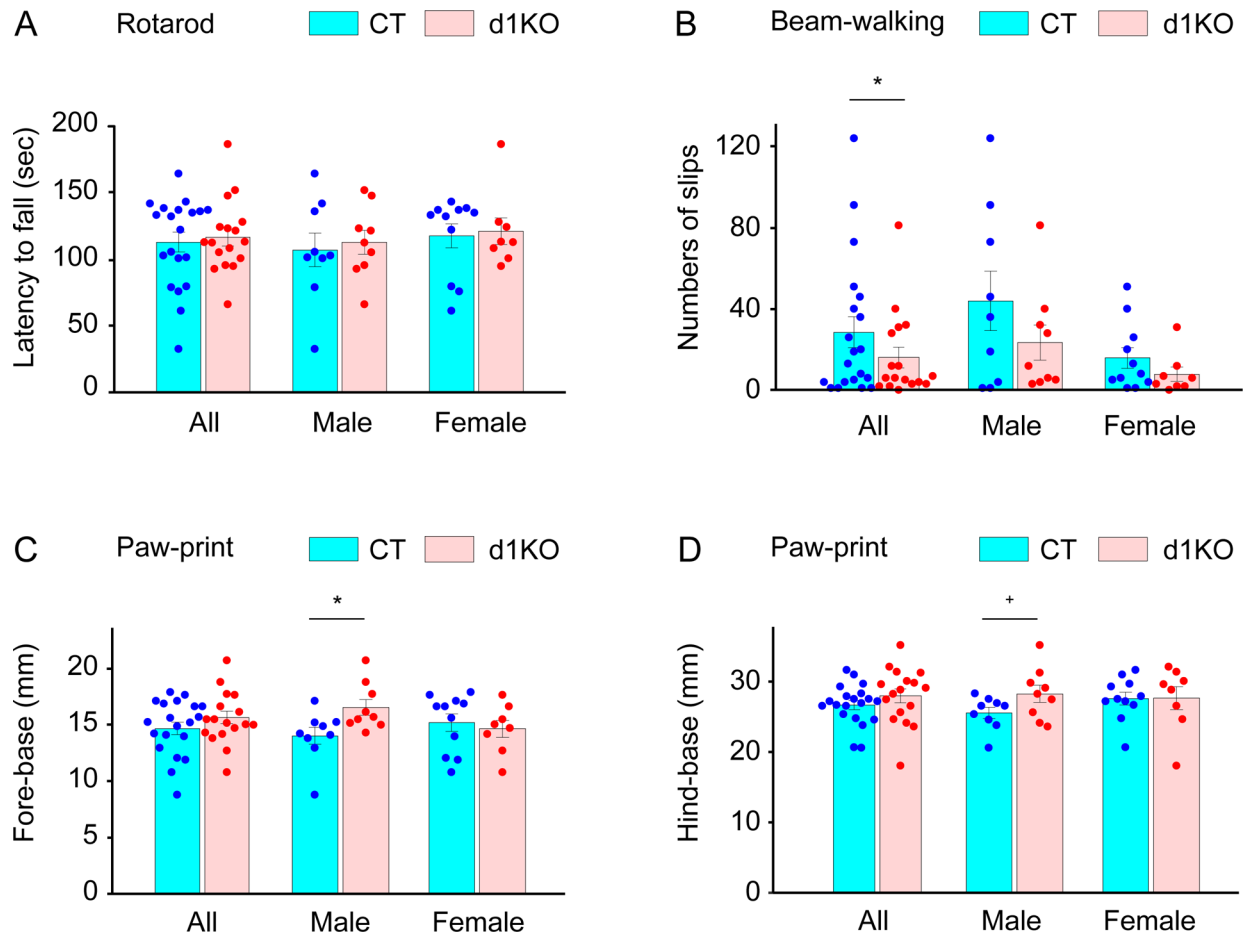 A Rotarod CT d1KO
Latency to fall (sec)
200
150
100
50
0
All Male Female
B Beam-walking CT d1KO
*
Numbers of slips
120
80
40
0
All Male Female
C Paw-print CT d1KO
*
Fore-base (mm)
20
15
10
5
0
All Male Female
D Paw-print CT d1KO
+
Hind-base (mm)
30
20
10
0
All Male Female